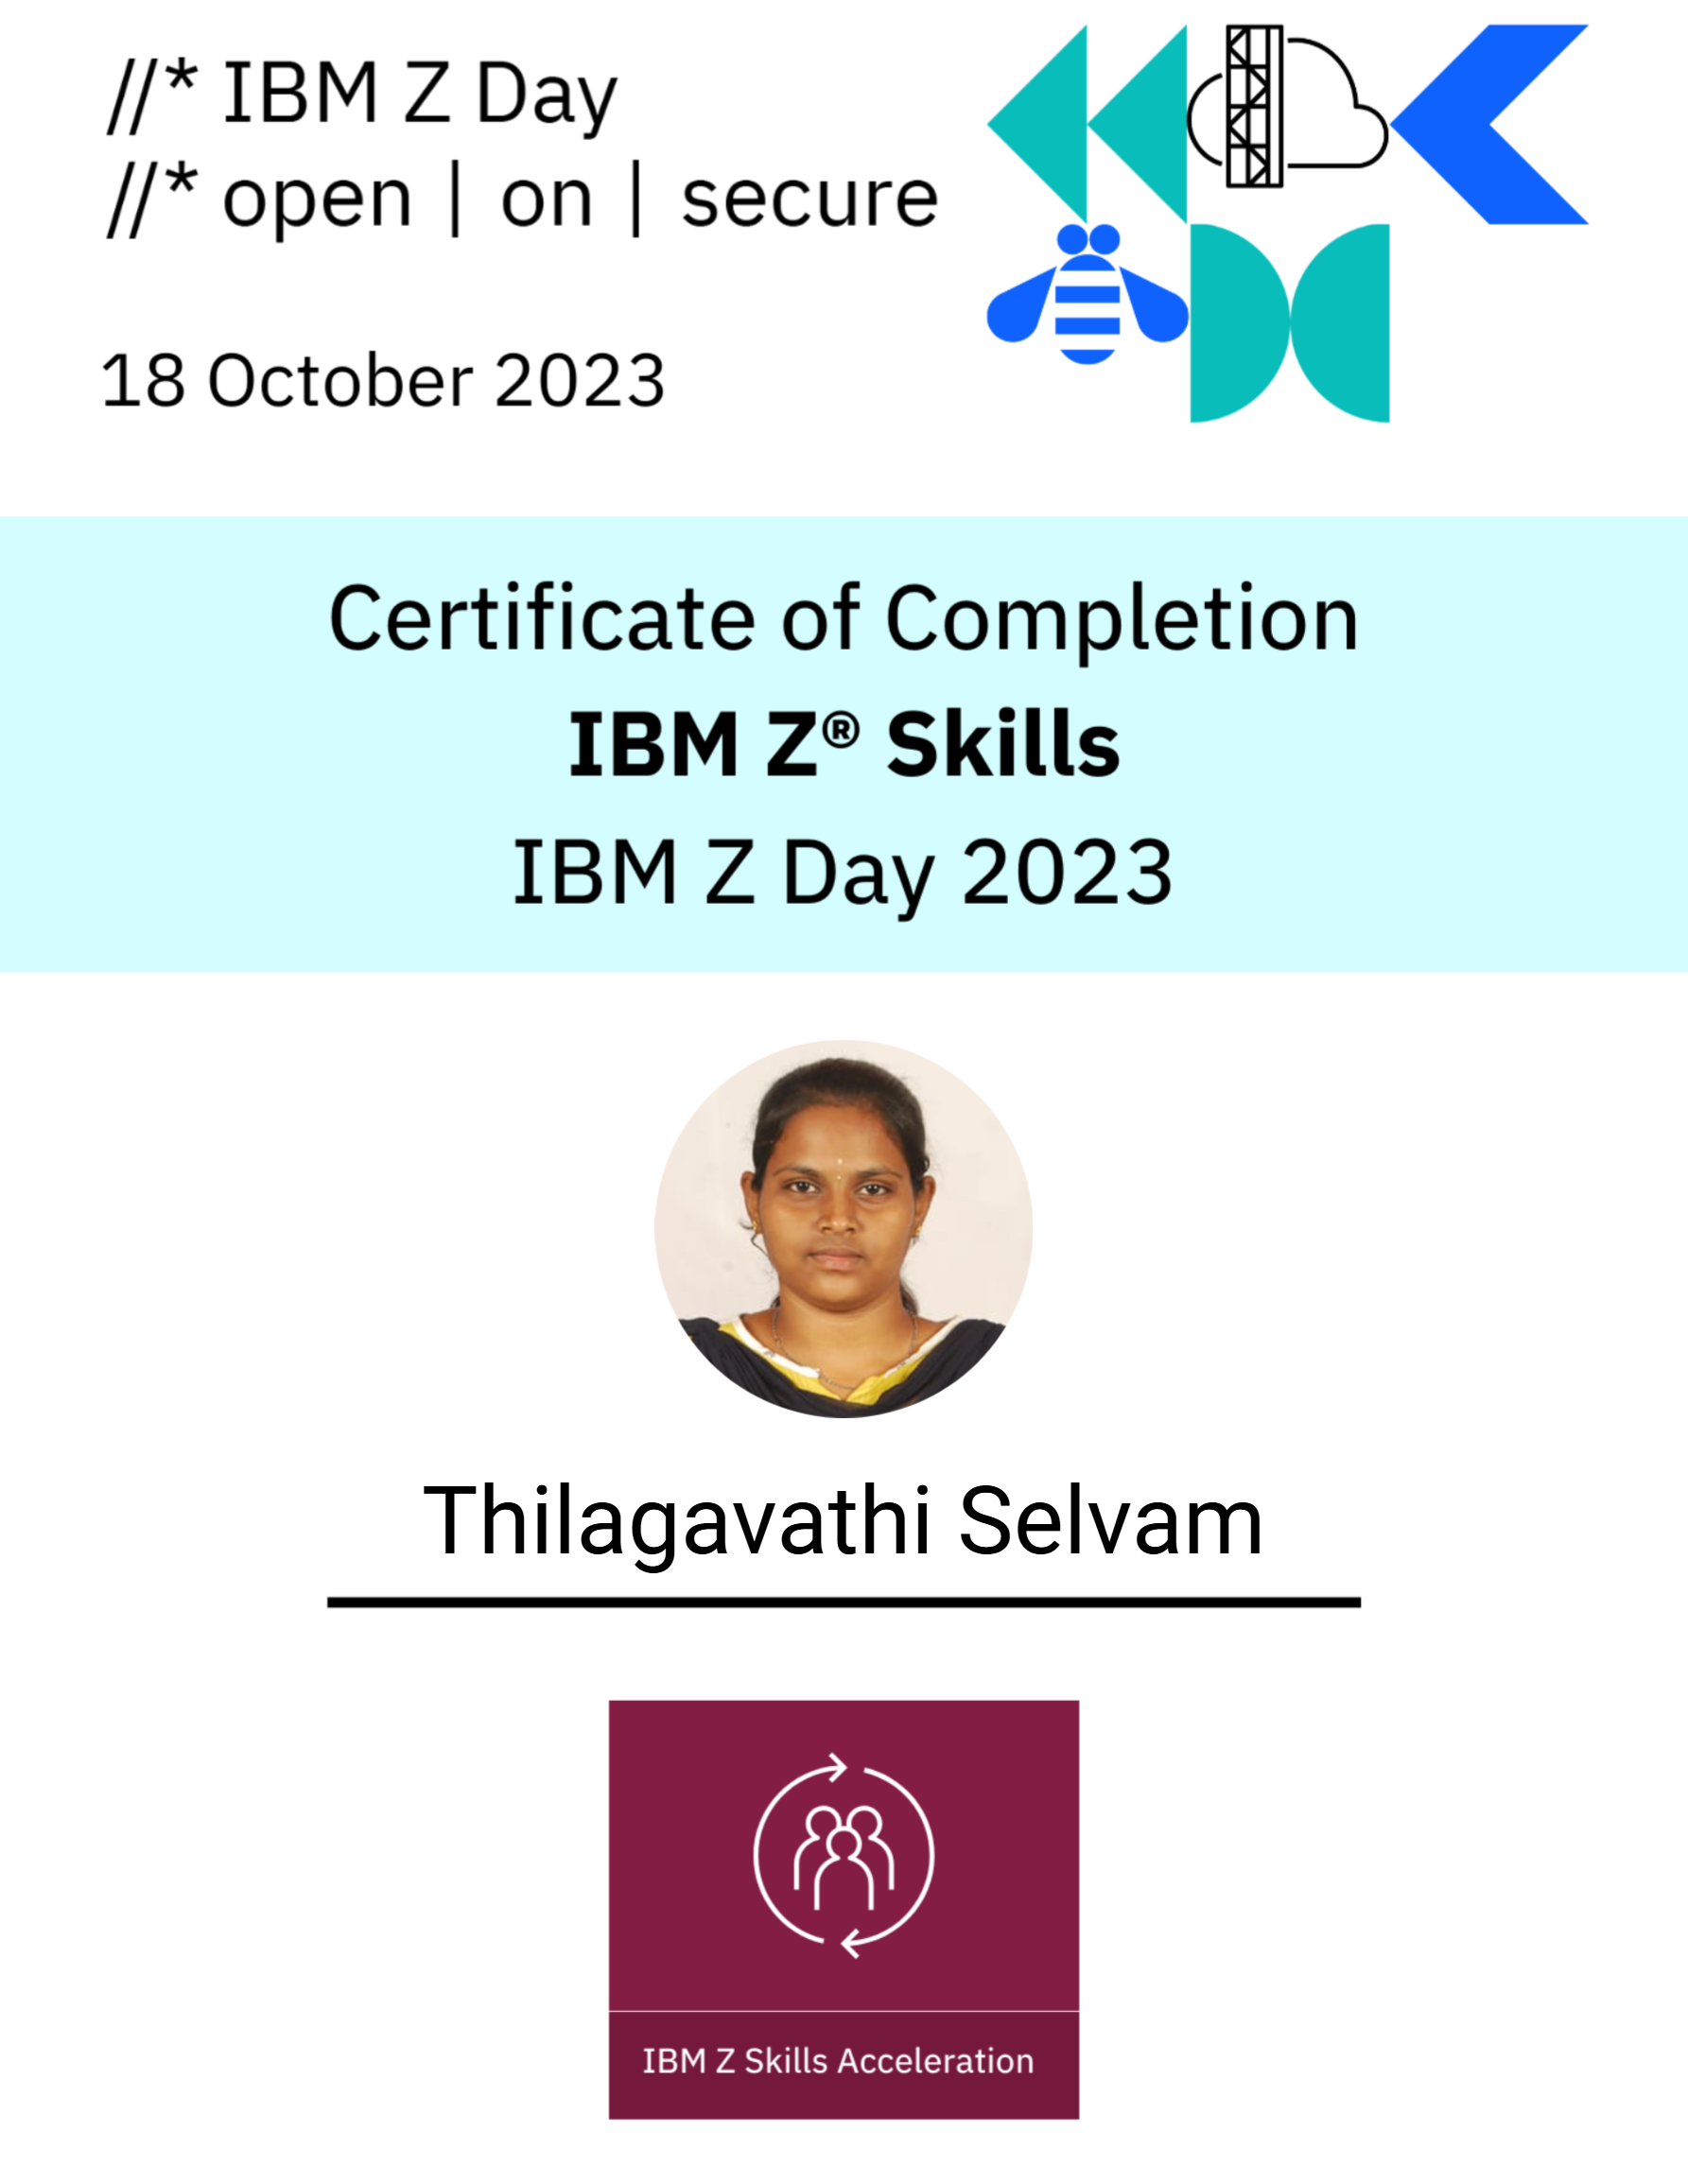 //* IBM Z Day
//* open | on | secure
18 October 2023
Certificate of Completion
IBM Z® Skills
IBM Z Day 2023
Thilagavathi Selvam
IBM Z Skills Acceleration